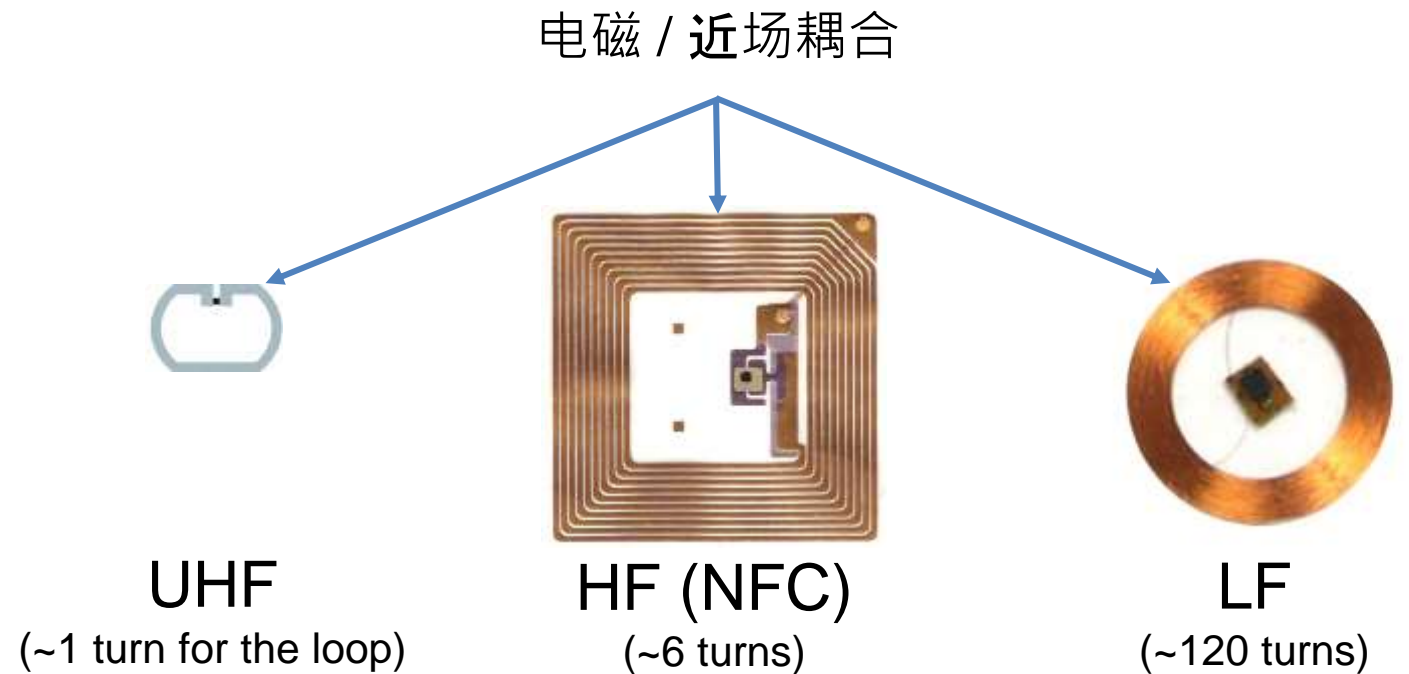 电磁 / 近场耦合
UHF
(~1 turn for the loop)
HF (NFC)
(~6 turns)
LF
(~120 turns)